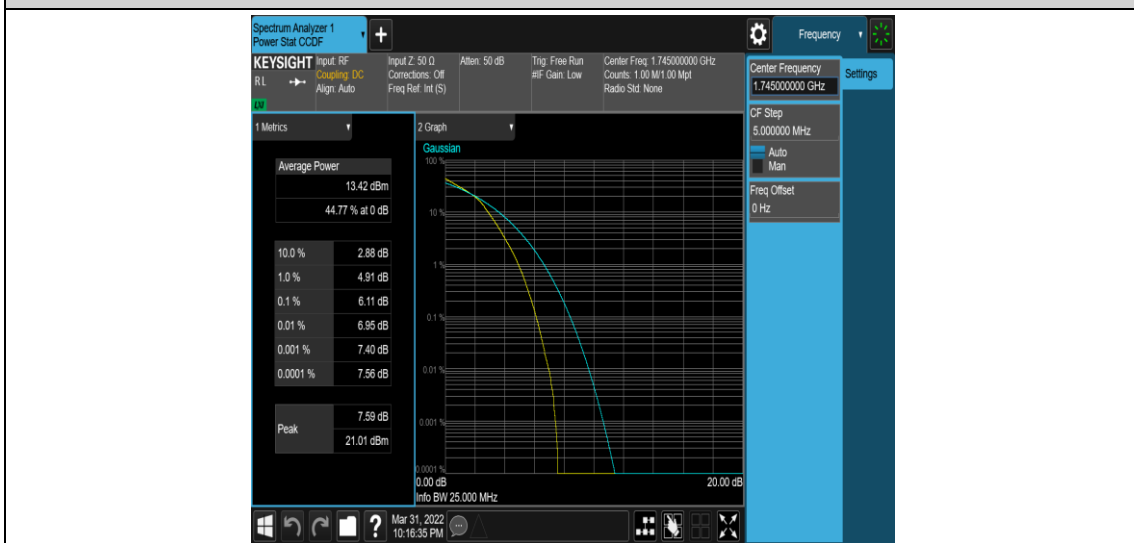 Spectrum Analyzer 1
Power Stat CCDF
+
Frequency
KEYSIGHT
RL
LXI
Input: RF
Coupling: DC
Align: Auto
Input Z: 50 Ω
Corrections: Off
Freq Ref: Int (S)
Atten: 50 dB
Trig: Free Run
#IF Gain: Low
Center Freq: 1.745000000 GHz
Counts: 1.00 M/1.00 Mpt
Radio Std: None
Center Frequency
1.745000000 GHz
Settings
CF Step
5.000000 MHz
Auto
Man
Freq Offset
0 Hz
1 Metrics
Average Power
13.42 dBm
44.77 % at 0 dB
10.0 % 2.88 dB
1.0 % 4.91 dB
0.1 % 6.11 dB
0.01 % 6.95 dB
0.001 % 7.40 dB
0.0001 % 7.56 dB
Peak
7.59 dB
21.01 dBm
2 Graph
Gaussian
100 %
10 %
1 %
0.1 %
0.01 %
0.001 %
0.0001 %
0.00 dB 20.00 dB
Info BW 25.000 MHz
?
Mar 31, 2022
10:16:35 PM